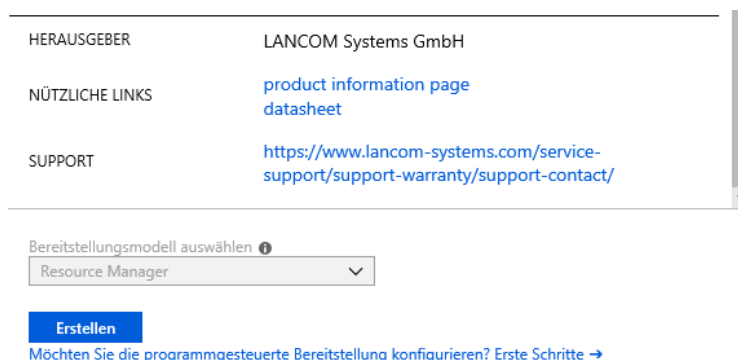 HERAUSGEBER LANCOM Systems GmbH
NÜTZLICHE LINKS product information page
datasheet
SUPPORT https://www.lancom-systems.com/service-
support/support-warranty/support-contact/
Bereitstellungsmodell auswählen
Resource Manager
Erstellen
Möchten Sie die programmgesteuerte Bereitstellung konfigurieren? Erste Schritte →